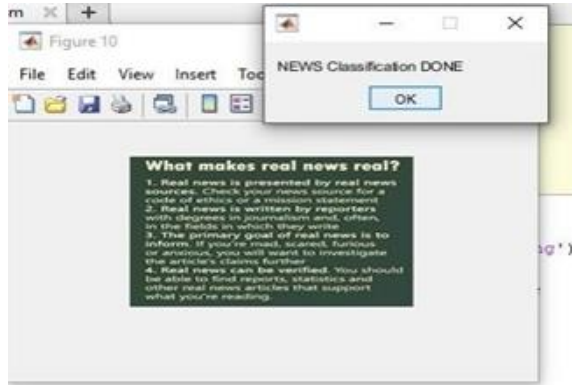 m
Figure 10
File Edit View Insert Too
NEWS Classification DONE
OK
What makes real news real?
1. Real news is presented by real news
sources. Check your news source for a
code of ethics or a mission statement
2. Real news is written by reporters
with degrees in journalism and, often,
in the fields in which they write
3. The primary goal of real news is to
inform. If you're mad, scared, furious
or anxious, you will want to investigate
the article's claims further
4. Real news can be verified. You should
be able to find reports, statistics and
other real news articles that support
what you're reading.